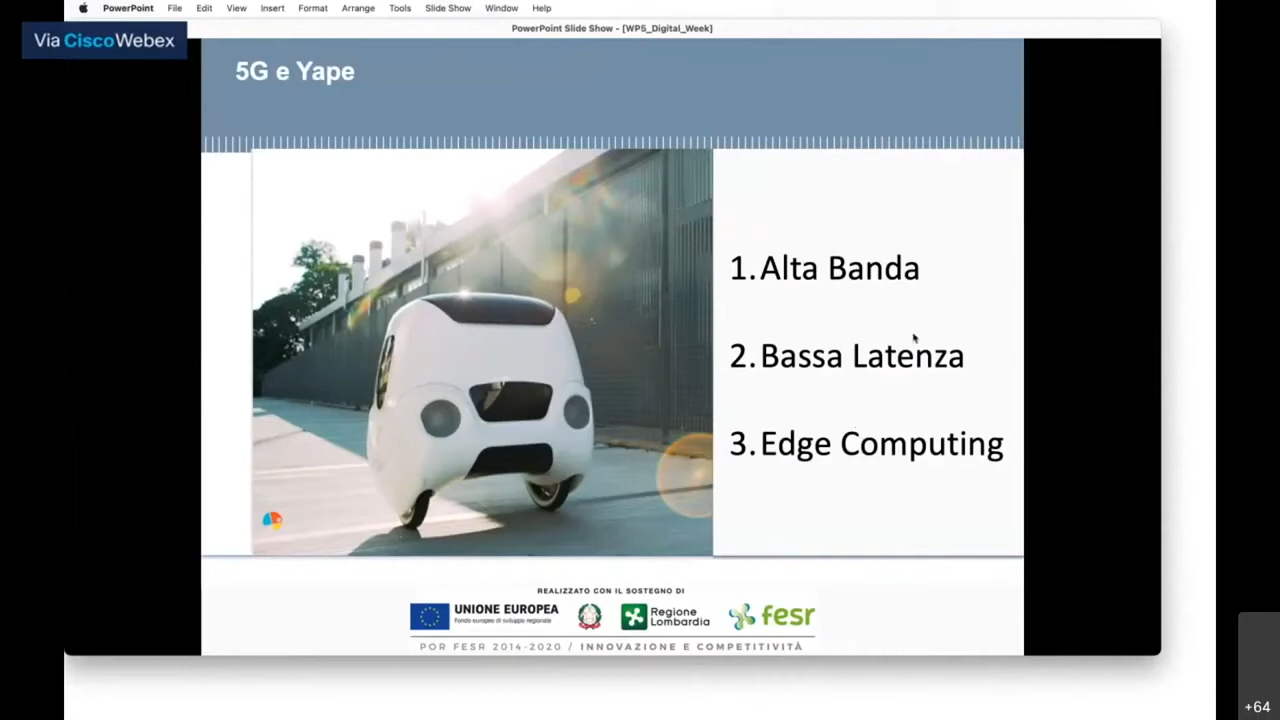 PowerPoint File Edit View Insert Format Arrange Tools Slide Show Window Help
PowerPoint Slide Show - [WP5_Digital_Week]
Via CiscoWebex
5G e Yape
1. Alta Banda
2. Bassa Latenza
3. Edge Computing
REALIZZATO CON IL SOSTEGNO DI
UNIONE EUROPEA
Fondo europeo di sviluppo regionale
Regione
Lombardia
fesr
POR FESR 2014-2020 / INNOVAZIONE E COMPETITIVITÀ
+64